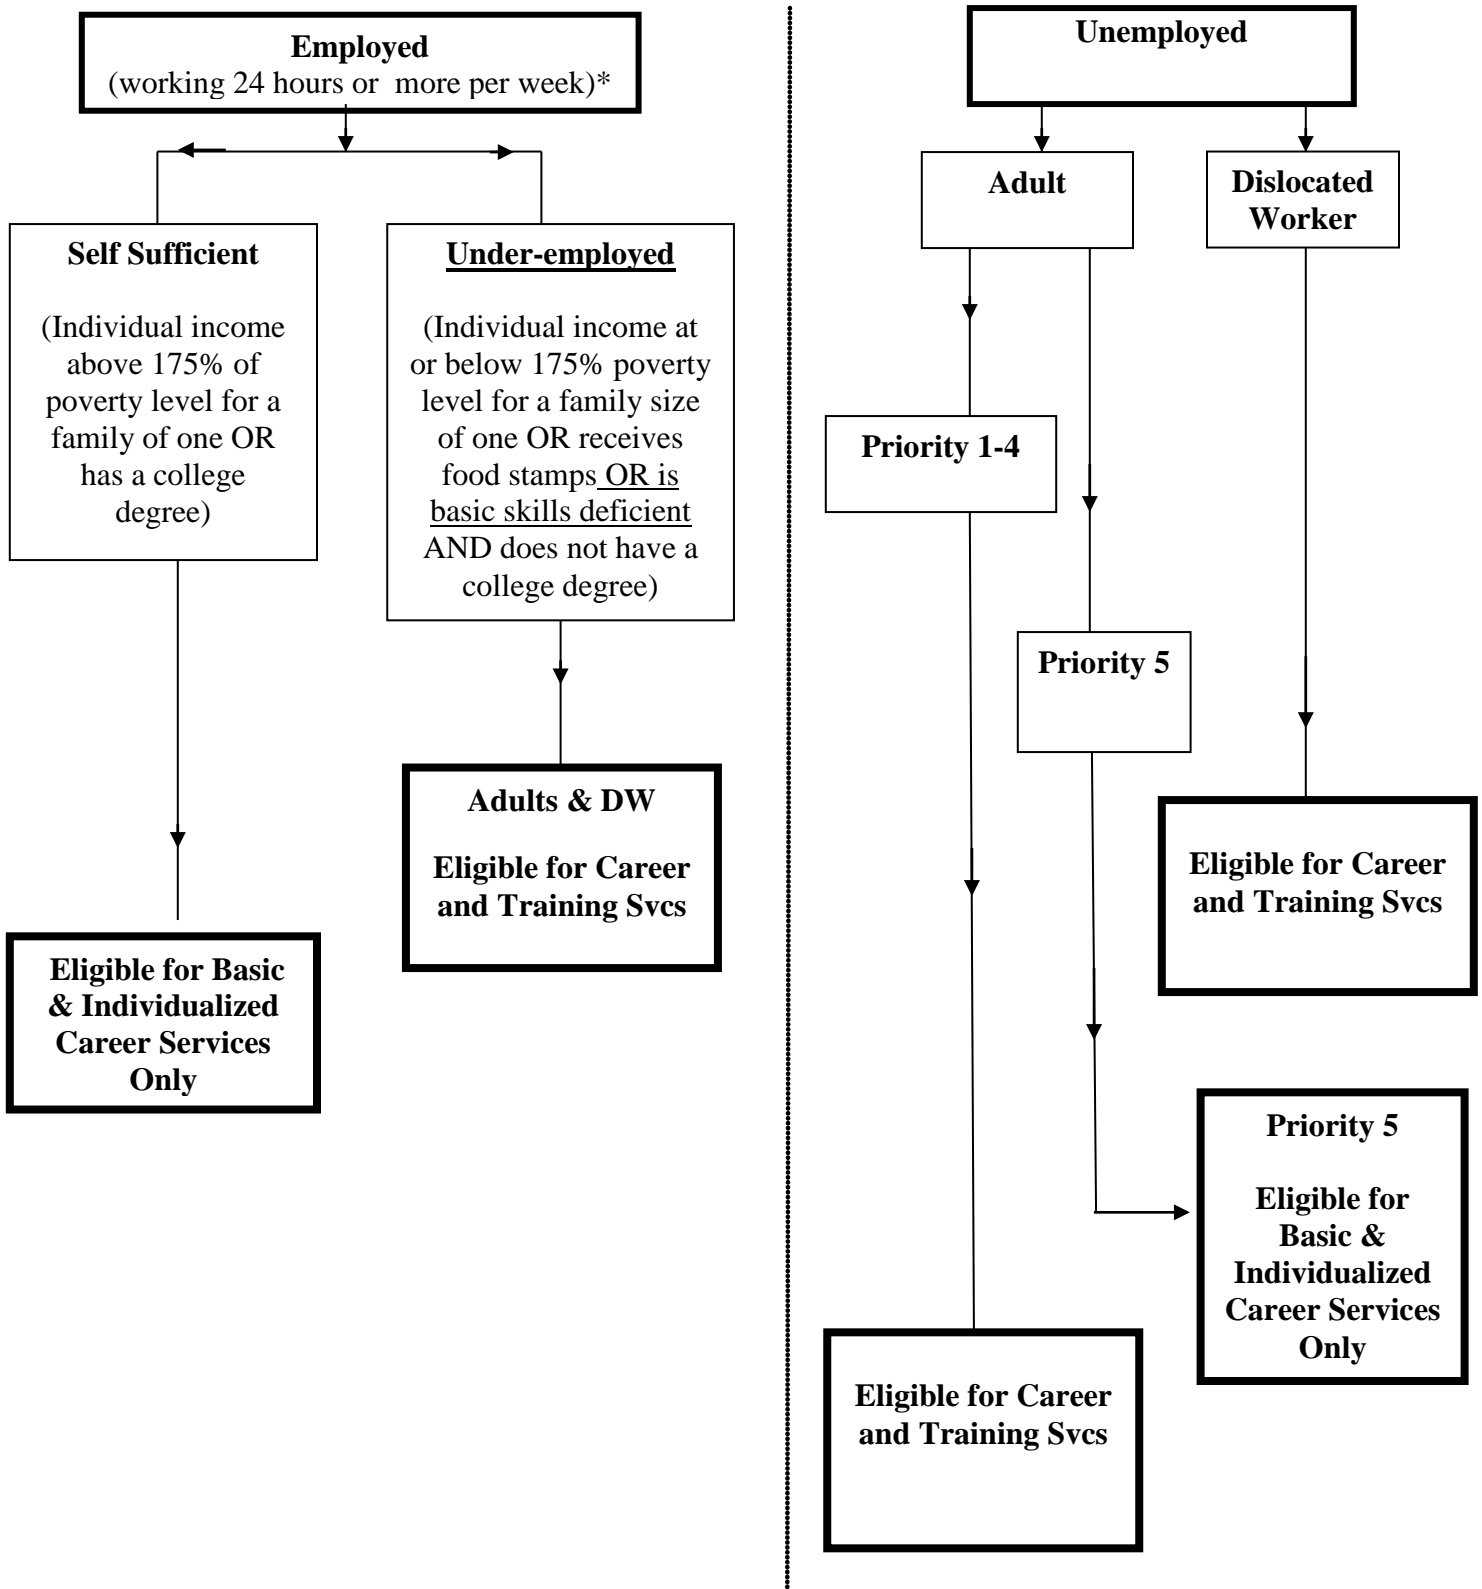 Employed
(working 24 hours or  more per week)*
Self Sufficient
(Individual income
above 175% of
poverty level for a
family of one OR
has a college
degree)
Under-employed
(Individual income at
or below 175% poverty
level for a family size
of one OR receives
food stamps OR is
basic skills deficient
AND does not have a
college degree)
Adults & DW
Eligible for Career
and Training Svcs
Eligible for Basic
& Individualized
Career Services
Only
Unemployed
Adult
Dislocated
Worker
Priority 1-4
Priority 5
Eligible for Career
and Training Svcs
Priority 5
Eligible for
Basic &
Individualized
Career Services
Only
Eligible for Career
and Training Svcs